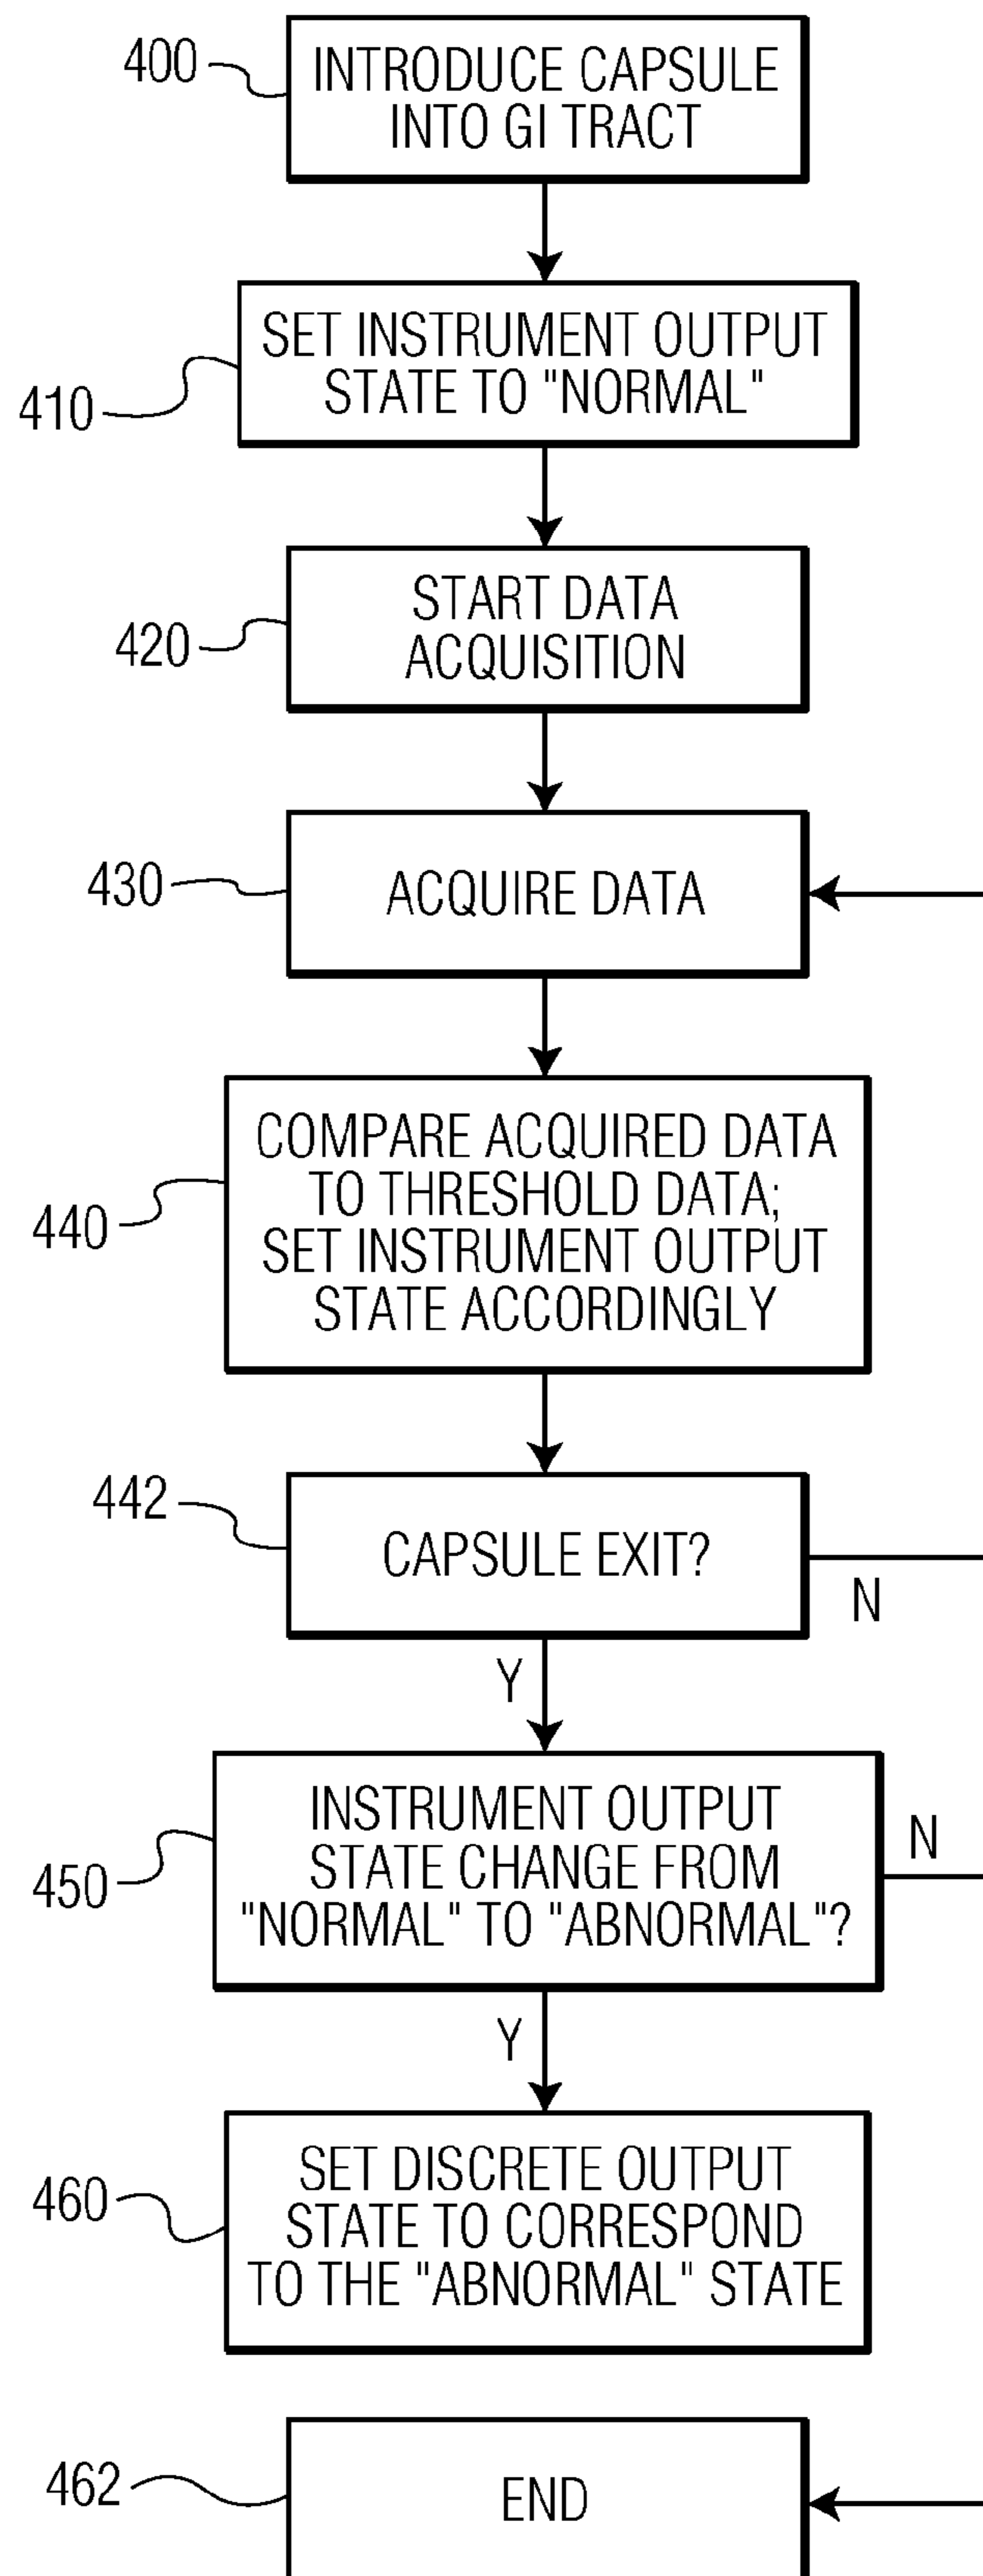 400
INTRODUCE CAPSULE
INTO GI TRACT
410
SET INSTRUMENT OUTPUT
STATE TO "NORMAL"
420
START DATA
ACQUISITION
430
ACQUIRE DATA
440
COMPARE ACQUIRED DATA
TO THRESHOLD DATA;
SET INSTRUMENT OUTPUT
STATE ACCORDINGLY
442
CAPSULE EXIT?
N
Y
450
INSTRUMENT OUTPUT
STATE CHANGE FROM
"NORMAL" TO "ABNORMAL"?
N
Y
460
SET DISCRETE OUTPUT
STATE TO CORRESPOND
TO THE "ABNORMAL" STATE
462
END